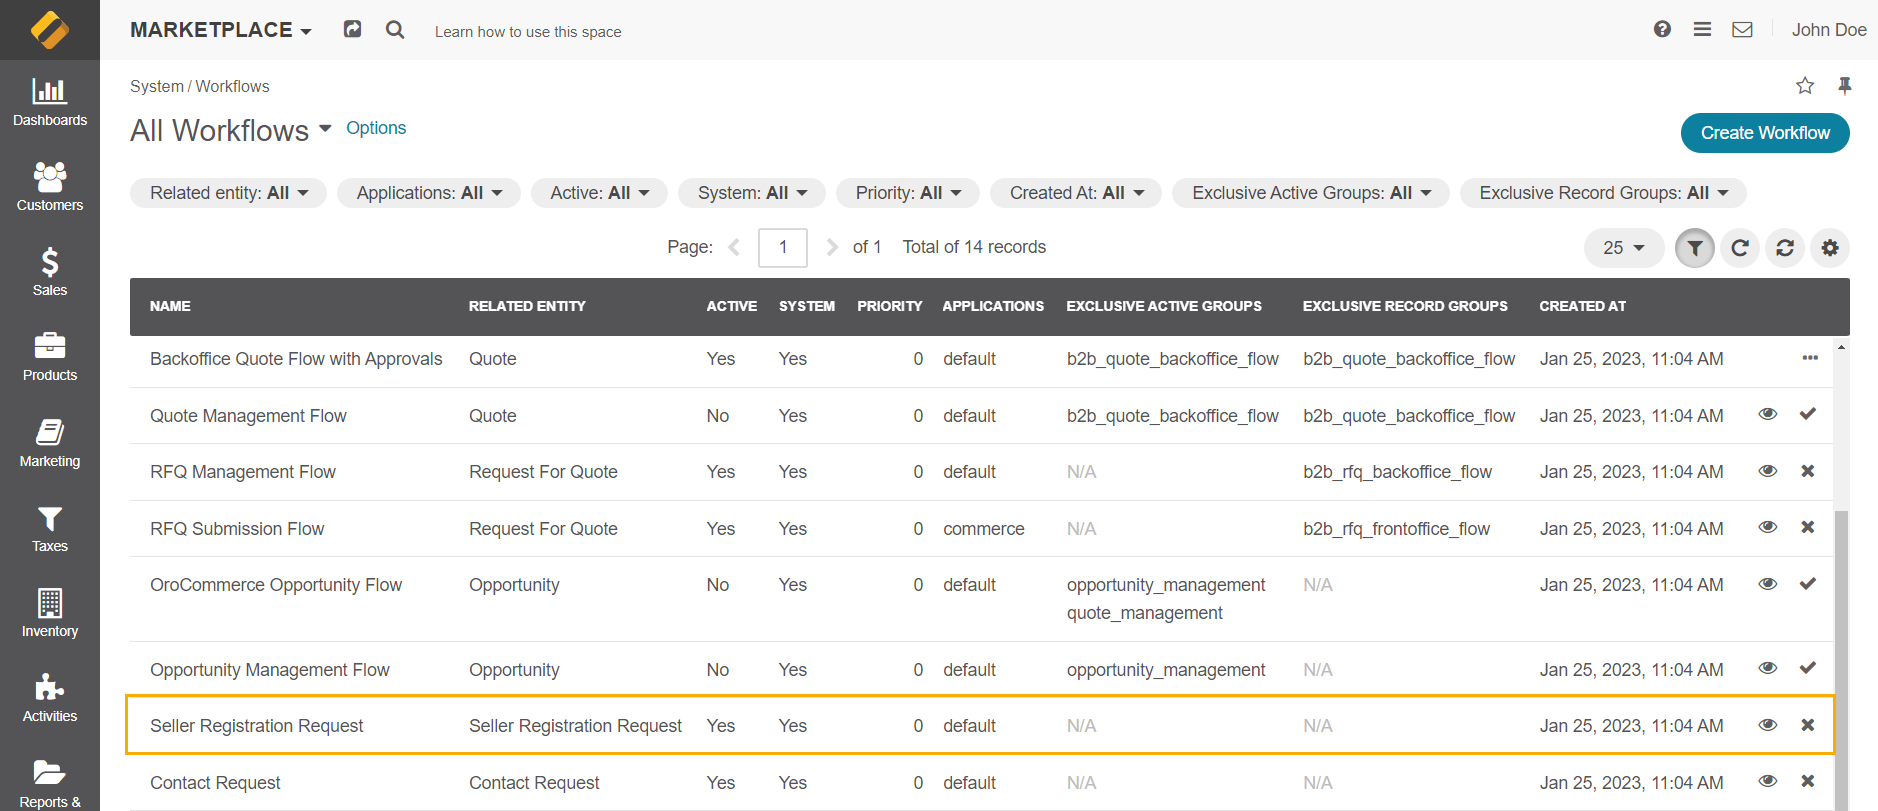 MARKETPLACE
Learn how to use this space
John Doe
Dashboards
Customers
Sales
Products
Marketing
Taxes
Inventory
Activities
Reports &
System / Workflows
All Workflows Options
Create Workflow
Related entity: All Applications: All Active: All System: All Priority: All Created At: All Exclusive Active Groups: All Exclusive Record Groups: All
Page: 1 of 1 Total of 14 records 25
NAME RELATED ENTITY ACTIVE SYSTEM PRIORITY APPLICATIONS EXCLUSIVE ACTIVE GROUPS EXCLUSIVE RECORD GROUPS CREATED AT
Backoffice Quote Flow with Approvals Quote Yes Yes 0 default b2b_quote_backoffice_flow b2b_quote_backoffice_flow Jan 25, 2023, 11:04 AM
Quote Management Flow Quote No Yes 0 default b2b_quote_backoffice_flow b2b_quote_backoffice_flow Jan 25, 2023, 11:04 AM
RFQ Management Flow Request For Quote Yes Yes 0 default N/A b2b_rfq_backoffice_flow Jan 25, 2023, 11:04 AM
RFQ Submission Flow Request For Quote Yes Yes 0 commerce N/A b2b_rfq_frontoffice_flow Jan 25, 2023, 11:04 AM
OroCommerce Opportunity Flow Opportunity No Yes 0 default opportunity_management N/A Jan 25, 2023, 11:04 AM
quote_management
Opportunity Management Flow Opportunity No Yes 0 default opportunity_management N/A Jan 25, 2023, 11:04 AM
Seller Registration Request Seller Registration Request Yes Yes 0 default N/A N/A Jan 25, 2023, 11:04 AM
Contact Request Contact Request Yes Yes 0 default N/A N/A Jan 25, 2023, 11:04 AM